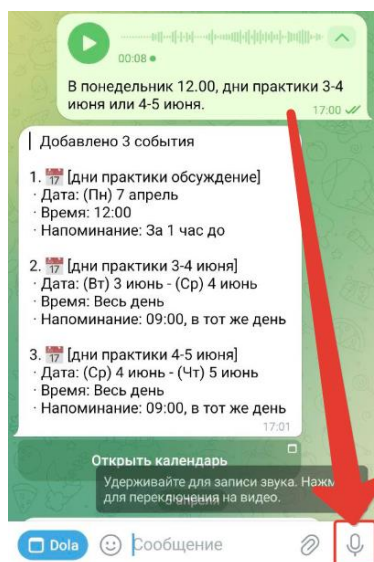 00:08
В понедельник 12.00, дни практики 3-4
июня или 4-5 июня.
17:00
Добавлено 3 события
1. 17 [дни практики обсуждение]
· Дата: (Пн) 7 апрель
· Время: 12:00
· Напоминание: За 1 час до
2. 17 [дни практики 3-4 июня]
· Дата: (Вт) 3 июнь - (Ср) 4 июнь
· Время: Весь день
· Напоминание: 09:00, в тот же день
3. 17 [дни практики 4-5 июня]
· Дата: (Ср) 4 июнь - (Чт) 5 июнь
· Время: Весь день
· Напоминание: 09:00, в тот же день
17:01
Открыть календарь
Удерживайте для записи звука.
для переключения на видео.
Dola
Сообщение